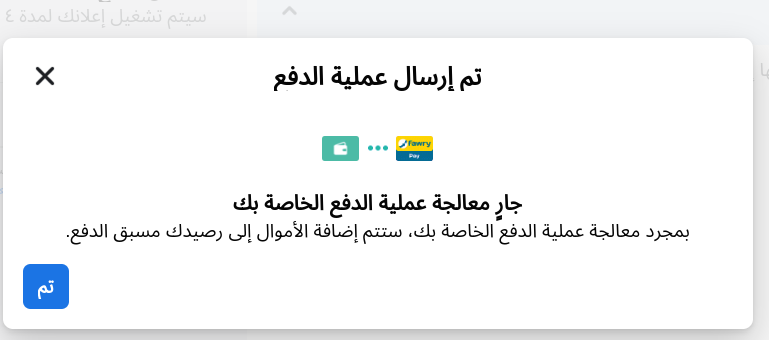 سيتم تشغيل إعلانك لمدة ٤
تم إرسال عملية الدفع
fawry
Pay
جارٍ معالجة عملية الدفع الخاصة بك
بمجرد معالجة عملية الدفع الخاصة بك، ستتم إضافة الأموال إلى رصيدك مسبق الدفع.
تم